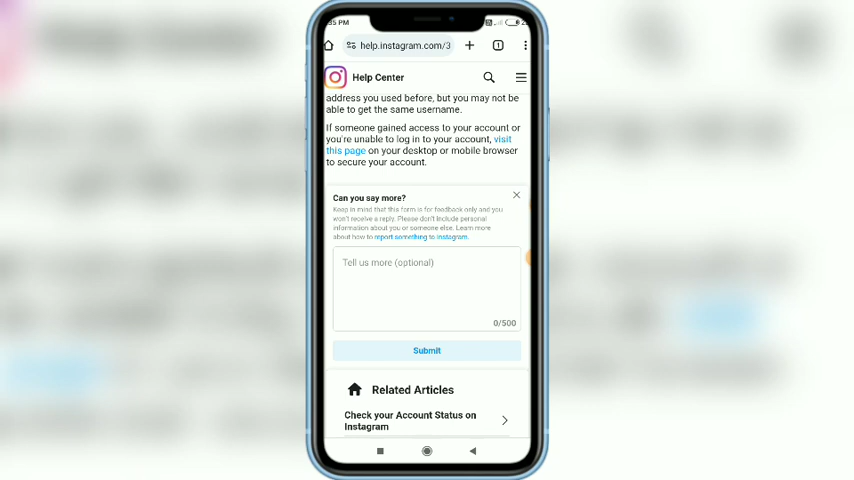 :35 PM
help.instagram.com/3
1
Help Center
address you used before, but you may not be
able to get the same username.
If someone gained access to your account or
you're unable to log in to your account, visit
this page on your desktop or mobile browser
to secure your account.
Can you say more?
Keep in mind that this form is for feedback only and you
won't receive a reply. Please don't include personal
information about you or someone else. Learn more
about how to report something to Instagram.
Tell us more (optional)
0/500
Submit
Related Articles
Check your Account Status on
Instagram